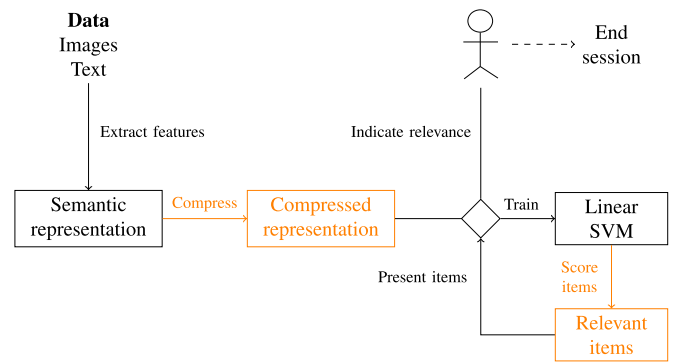 Data
Images
Text
End
session
Extract features
Indicate relevance
Semantic
representation
Compress
Compressed
representation
Train
Linear
SVM
Present items
Score
items
Relevant
items